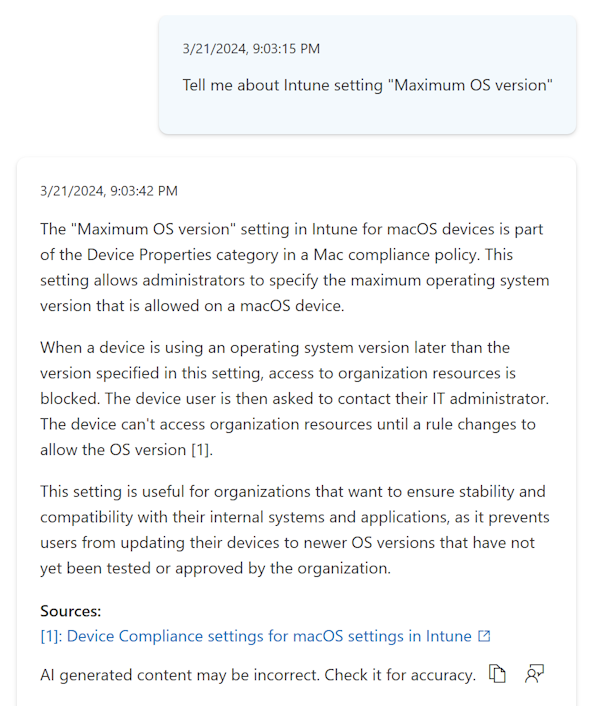 3/21/2024, 9:03:15 PM
Tell me about Intune setting "Maximum OS version"
3/21/2024, 9:03:42 PM
The "Maximum OS version" setting in Intune for macOS devices is part
of the Device Properties category in a Mac compliance policy. This
setting allows administrators to specify the maximum operating system
version that is allowed on a macOS device.
When a device is using an operating system version later than the
version specified in this setting, access to organization resources is
blocked. The device user is then asked to contact their IT administrator.
The device can't access organization resources until a rule changes to
allow the OS version [1].
This setting is useful for organizations that want to ensure stability and
compatibility with their internal systems and applications, as it prevents
users from updating their devices to newer OS versions that have not
yet been tested or approved by the organization.
Sources:
[1]: Device Compliance settings for macOS settings in Intune
AI generated content may be incorrect. Check it for accuracy.